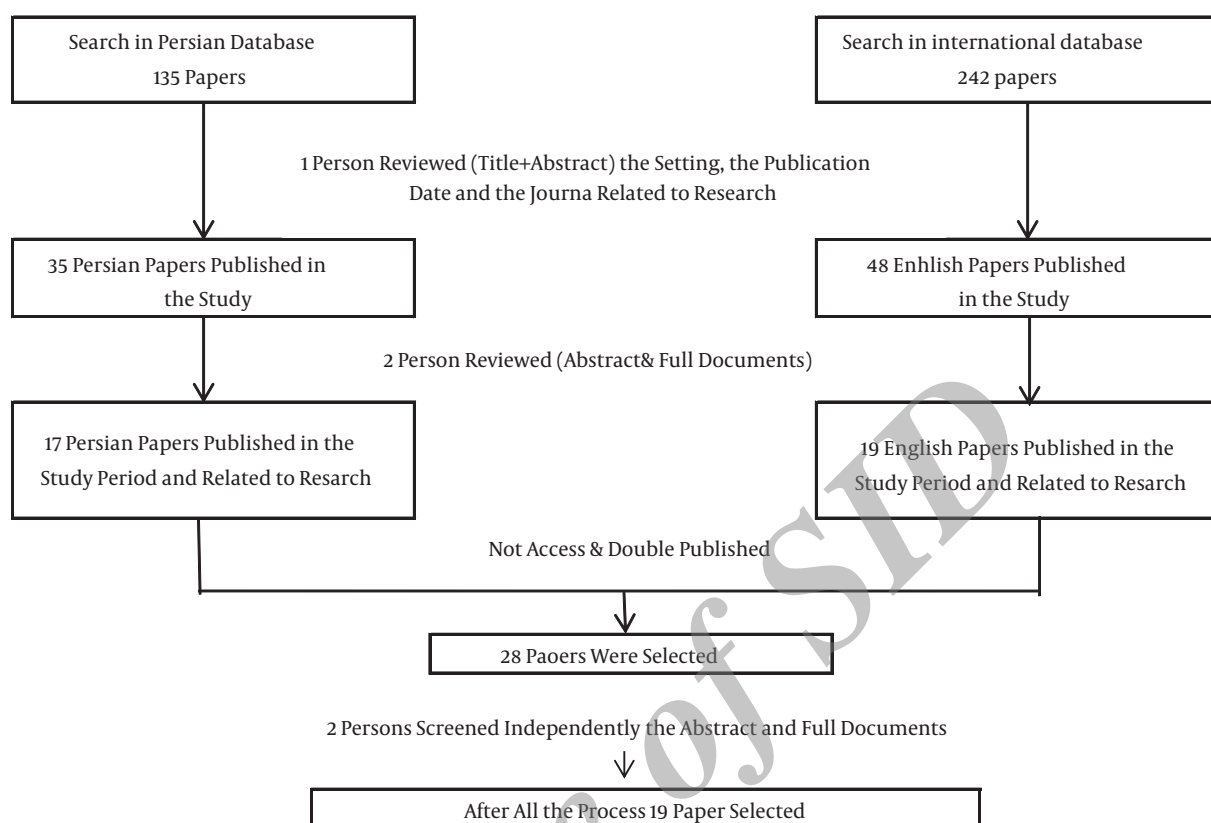 Search in Persian Database
135 Papers
Search in international database
242 papers
1 Person Reviewed (Title+Abstract) the Setting, the Publication
Date and the Journa Related to Research
35 Persian Papers Published in
the Study
48 Enhlish Papers Published
in the Study
2 Person Reviewed (Abstract& Full Documents)
17 Persian Papers Published in the
Study Period and Related to Resarch
19 English Papers Published in the
Study Period and Related to Resarch
Not Access & Double Published
28 Paoers Were Selected
2 Persons Screened Independently the Abstract and Full Documents
After All the Process 19 Paper Selected
of SID